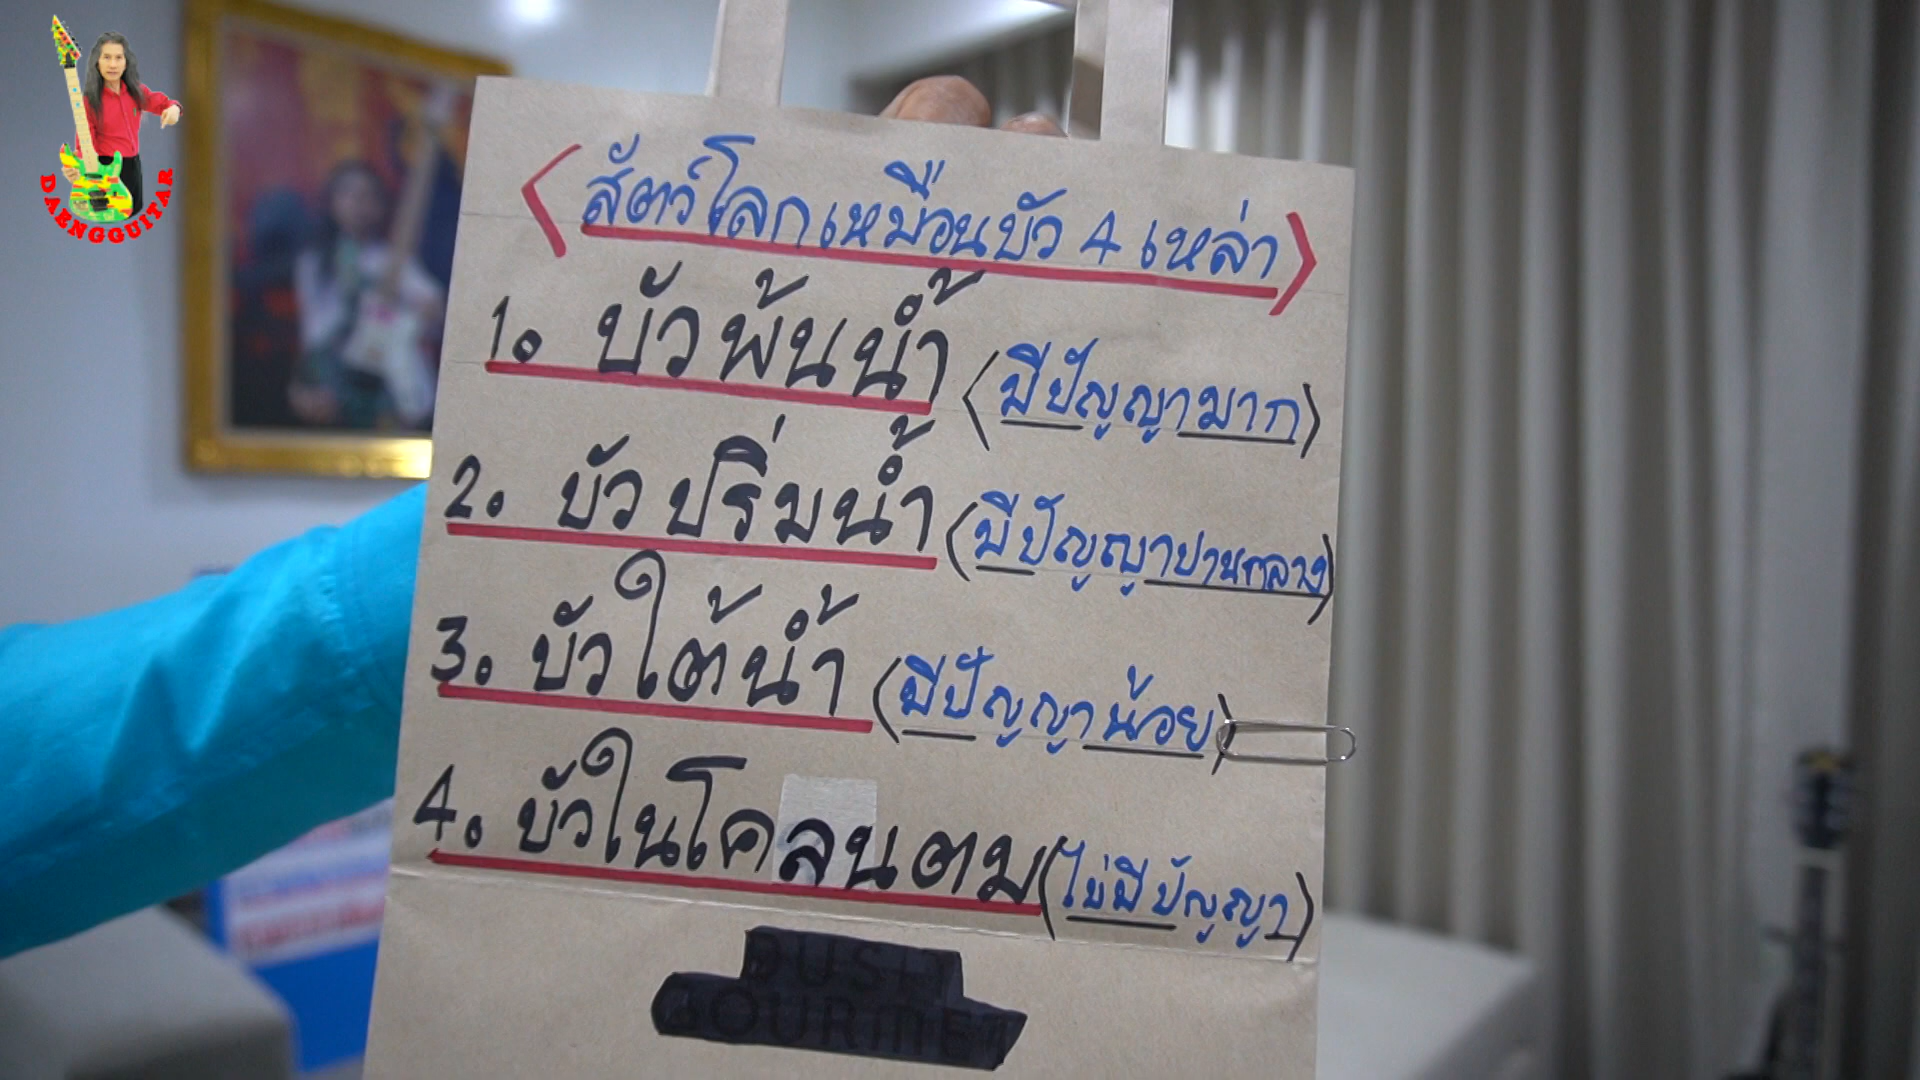 DAENGGUITAR
<สัตว์โลกเหมือนบัว 4 เหล่า>
1. บัวพ้นน้ำ (มีปัญญามาก)
2. บัวปริ่มน้ำ (มีปัญญาปานกลาง)
3. บัวใต้น้ำ (มีปัญญาน้อย)
4. บัวในโคลนตม (ไม่มีปัญญา)